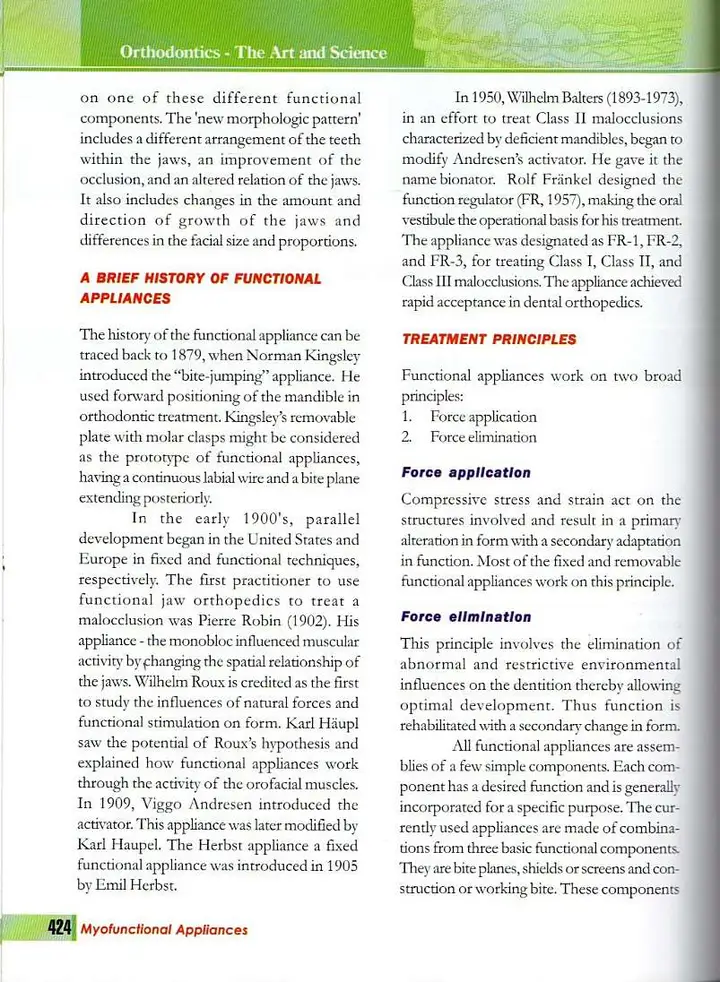 Orthodontics - The Art and Science
on one of these different functional
components. The 'new morphologic pattern'
includes a different arrangement of the teeth
within the jaws, an improvement of the
occlusion, and an altered relation of the jaws.
It also includes changes in the amount and
direction of growth of the jaws and
differences in the facial size and proportions.
A BRIEF HISTORY OF FUNCTIONAL
APPLIANCES
The history of the functional appliance can be
traced back to 1879, when Norman Kingsley
introduced the “bite-jumping” appliance. He
used forward positioning of the mandible in
orthodontic treatment. Kingsley's removable
plate with molar clasps might be considered
as the prototype of functional appliances,
having a continuous labial wire and a bite plane
extending posteriorly.
In the early 1900's, parallel
development began in the United States and
Europe in fixed and functional techniques,
respectively. The first practitioner to use
functional jaw orthopedics to treat a
malocclusion was Pierre Robin (1902). His
appliance - the monobloc influenced muscular
activity by changing the spatial relationship of
the jaws. Wilhelm Roux is credited as the first
to study the influences of natural forces and
functional stimulation on form. Karl Häupl
saw the potential of Roux's hypothesis and
explained how functional appliances work
through the activity of the orofacial muscles.
In 1909, Viggo Andresen introduced the
activator. This appliance was later modified by
Karl Haupel. The Herbst appliance a fixed
functional appliance was introduced in 1905
by Emil Herbst.
In 1950, Wilhelm Balters (1893-1973),
in an effort to treat Class II malocclusions
characterized by deficient mandibles, began to
modify Andresen's activator. He gave it the
name bionator. Rolf Fränkel designed the
function regulator (FR, 1957), making the oral
vestibule the operational basis for his treatment.
The appliance was designated as FR-1, FR-2,
and FR-3, for treating Class I, Class II, and
Class III malocclusions. The appliance achieved
rapid acceptance in dental orthopedics.
TREATMENT PRINCIPLES
Functional appliances work on two broad
principles:
1. Force application
2. Force elimination
Force application
Compressive stress and strain act on the
structures involved and result in a primary
alteration in form with a secondary adaptation
in function. Most of the fixed and removable
functional appliances work on this principle.
Force elimination
This principle involves the elimination of
abnormal and restrictive environmental
influences on the dentition thereby allowing
optimal development. Thus function is
rehabilitated with a secondary change in form.
All functional appliances are assem-
blies of a few simple components. Each com-
ponent has a desired function and is generally
incorporated for a specific purpose. The cur-
rently used appliances are made of combina-
tions from three basic functional components.
They are bite planes, shields or screens and con-
struction or working bite. These components
424 Myofunctional Appliances